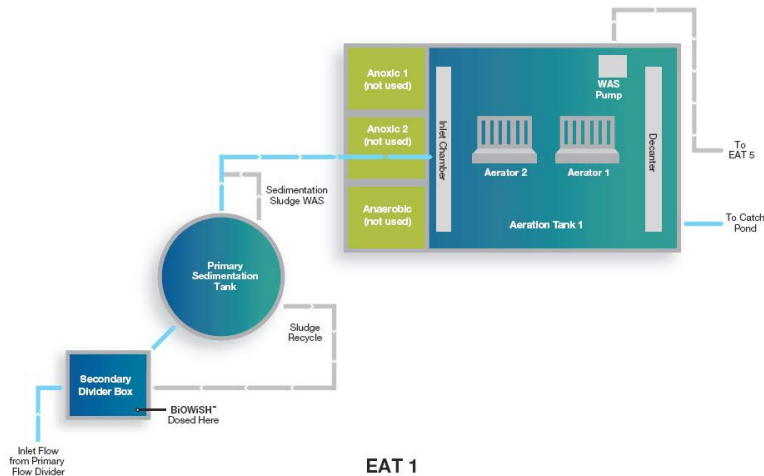 Anoxic 1
(not used)
WAS
Pump
Anoxic 2
(not used)
Inlet Chamber
Decanter
To
EAT 5
Aerator 2
Aerator 1
Sedimentation
Sludge WAS
Anaerobic
(not used)
Aeration Tank 1
To Catch
Pond
Primary
Sedimentation
Tank
Sludge
Recycle
Secondary
Divider Box
BiOWiSH™
Dosed Here
Inlet Flow
from Primary
Flow Divider
EAT 1